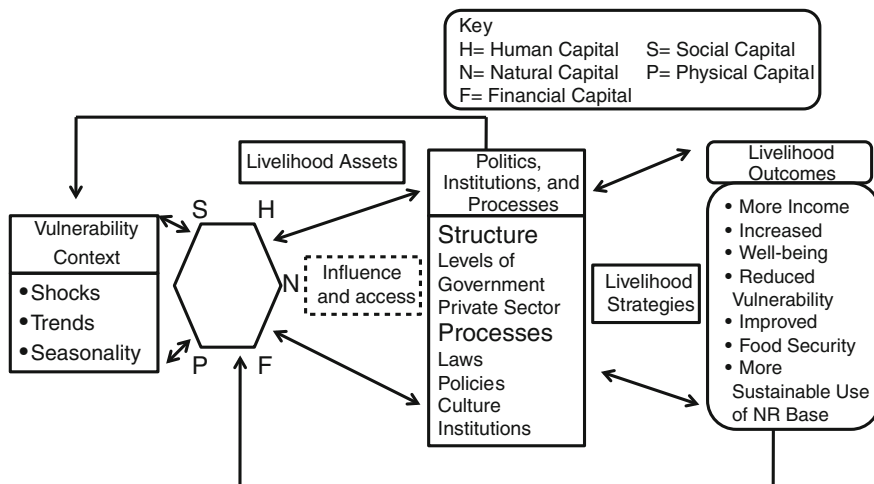 Key
H= Human Capital S= Social Capital
N= Natural Capital P= Physical Capital
F= Financial Capital
Livelihood Assets
Politics,
Institutions, and
Processes
Livelihood
Outcomes
S H
N
P F
Vulnerability
Context
•Shocks
•Trends
•Seasonality
Influence
and access
Structure
Levels of
Government
Private Sector
Processes
Laws
Policies
Culture
Institutions
Livelihood
Strategies
• More Income
• Increased
• Well-being
• Reduced
Vulnerability
• Improved
• Food Security
• More
Sustainable Use
of NR Base